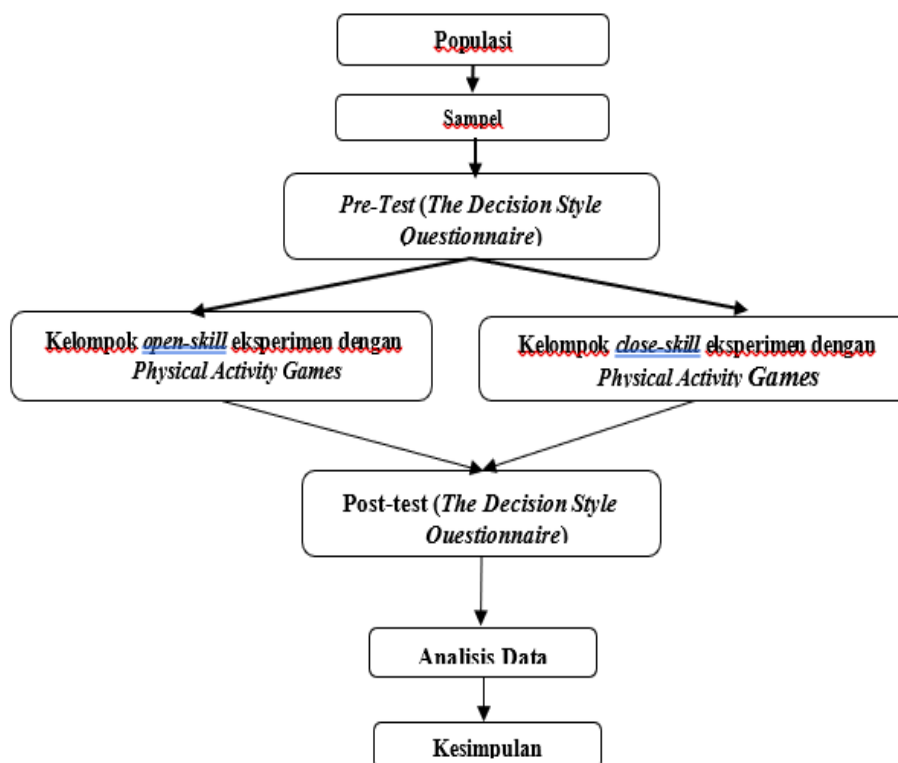 Populasi
Sampel
Pre-Test (The Decision Style
Questionnaire)
Kelompok open-skill eksperimen dengan
Physical Activity Games
Kelompok close-skill eksperimen dengan
Physical Activity Games
Post-test (The Decision Style
Questionnaire)
Analisis Data
Kesimpulan